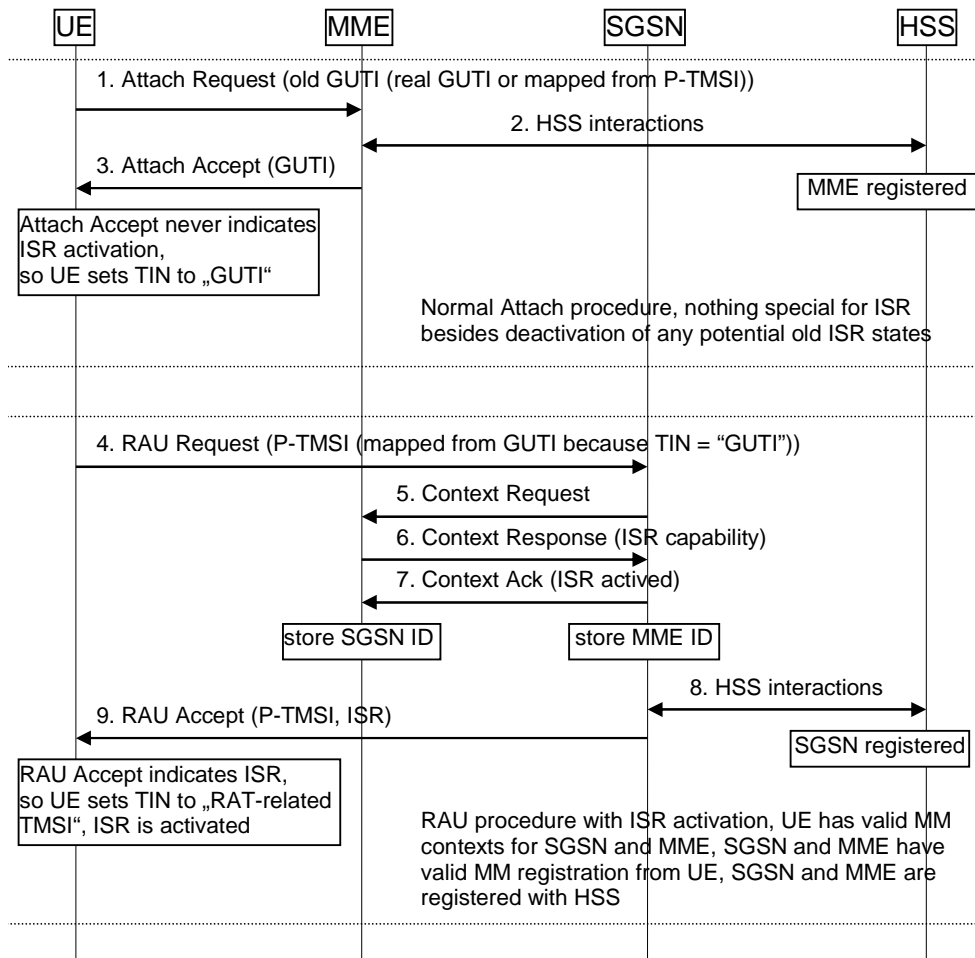 UE
MME
SGSN
HSS
1. Attach Request (old GUTI (real GUTI or mapped from P-TMSI))
2. HSS interactions
3. Attach Accept (GUTI)
MME registered
Attach Accept never indicates
ISR activation,
so UE sets TIN to „GUTI“
Normal Attach procedure, nothing special for ISR
besides deactivation of any potential old ISR states
4. RAU Request (P-TMSI (mapped from GUTI because TIN = “GUTI”))
5. Context Request
6. Context Response (ISR capability)
7. Context Ack (ISR actived)
store SGSN ID
store MME ID
8. HSS interactions
9. RAU Accept (P-TMSI, ISR)
SGSN registered
RAU Accept indicates ISR,
so UE sets TIN to „RAT-related
TMSI“, ISR is activated
RAU procedure with ISR activation, UE has valid MM
contexts for SGSN and MME, SGSN and MME have
valid MM registration from UE, SGSN and MME are
registered with HSS